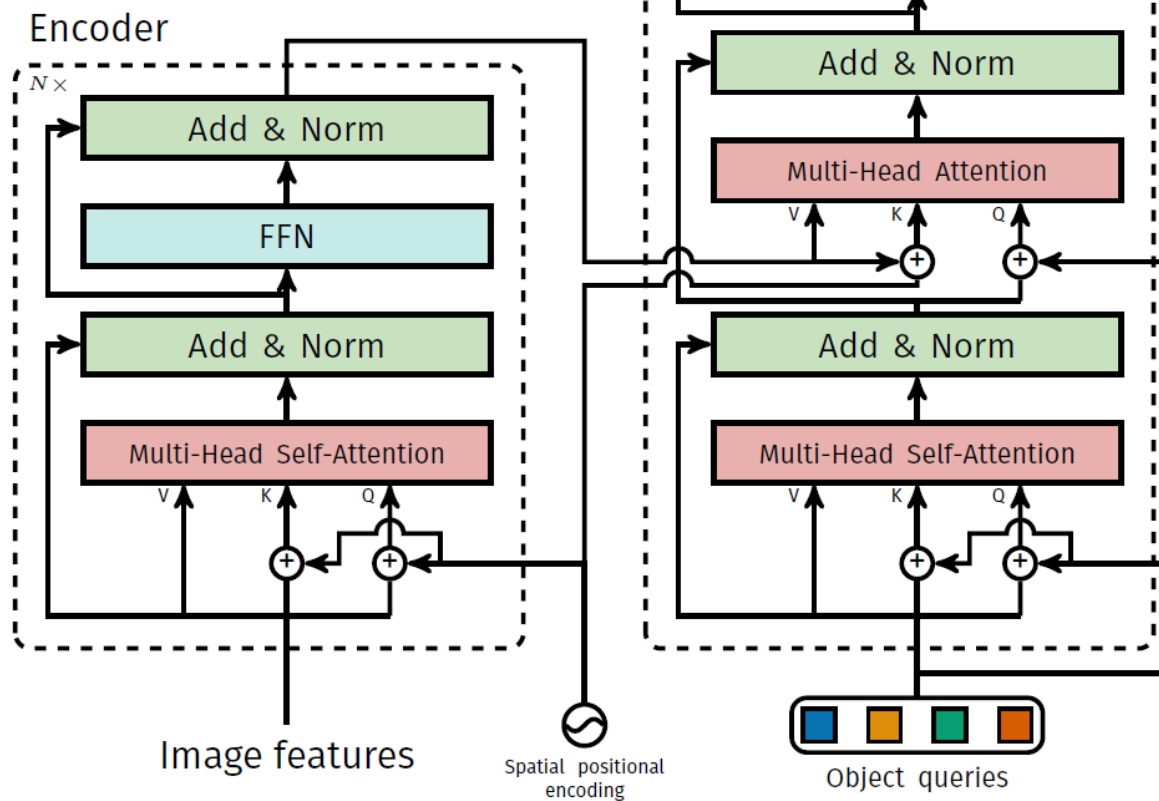 Encoder
N ×
Add & Norm
FFN
Add & Norm
Multi-Head Self-Attention
V K Q
+ +
Image features
Spatial positional
encoding
Add & Norm
Multi-Head Attention
V K Q
+ +
Add & Norm
Multi-Head Self-Attention
V K Q
+ +
Object queries